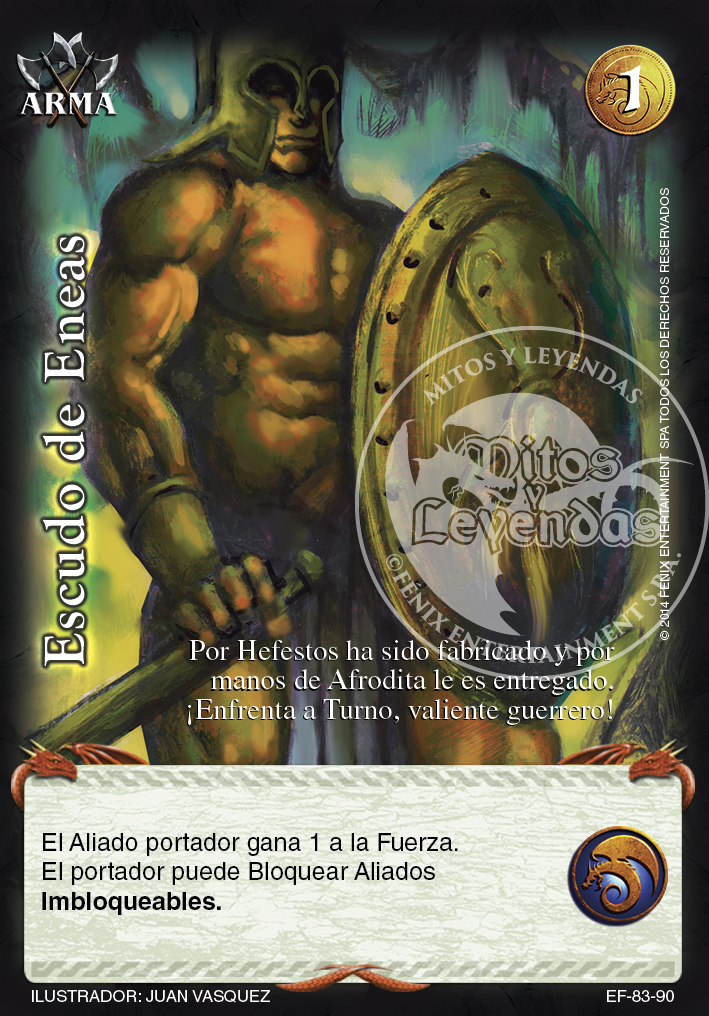 ARMA
1
Escudo de Eneas
MITOS Y LEYENDAS
Mitos
y
Leyendas
© FÉNIX ENTERTAINMENT S.P.A.
© 2014 FENIX ENTERTAINMENT SPA TODOS LOS DERECHOS RESERVADOS
Por Hefestos ha sido fabricado y por
manos de Afrodita le es entregado.
¡Enfrenta a Turno, valiente guerrero!
El Aliado portador gana 1 a la Fuerza.
El portador puede Bloquear Aliados
Imbloqueables.
ILUSTRADOR: JUAN VASQUEZ
EF-83-90